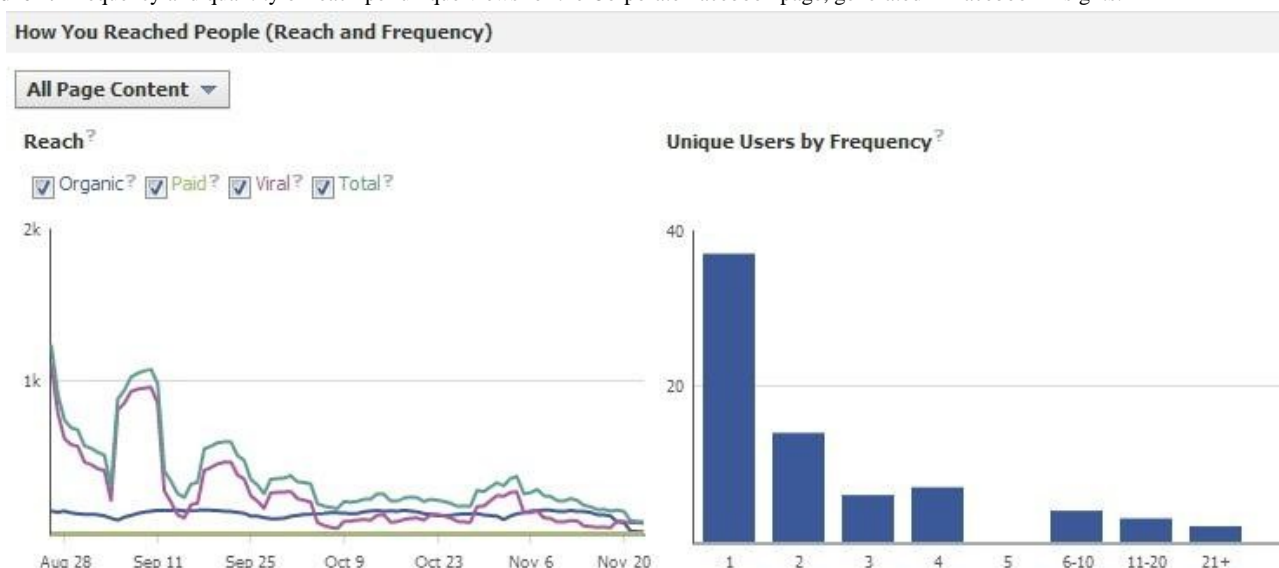 How You Reached People (Reach and Frequency)
All Page Content
Reach?
Unique Users by Frequency?
Organic? Paid? Viral? Total?
2k
1k
Aug 28 Sep 11 Sep 25 Oct 9 Oct 23 Nov 6 Nov 20
40
20
1 2 3 4 5 6-10 11-20 21+